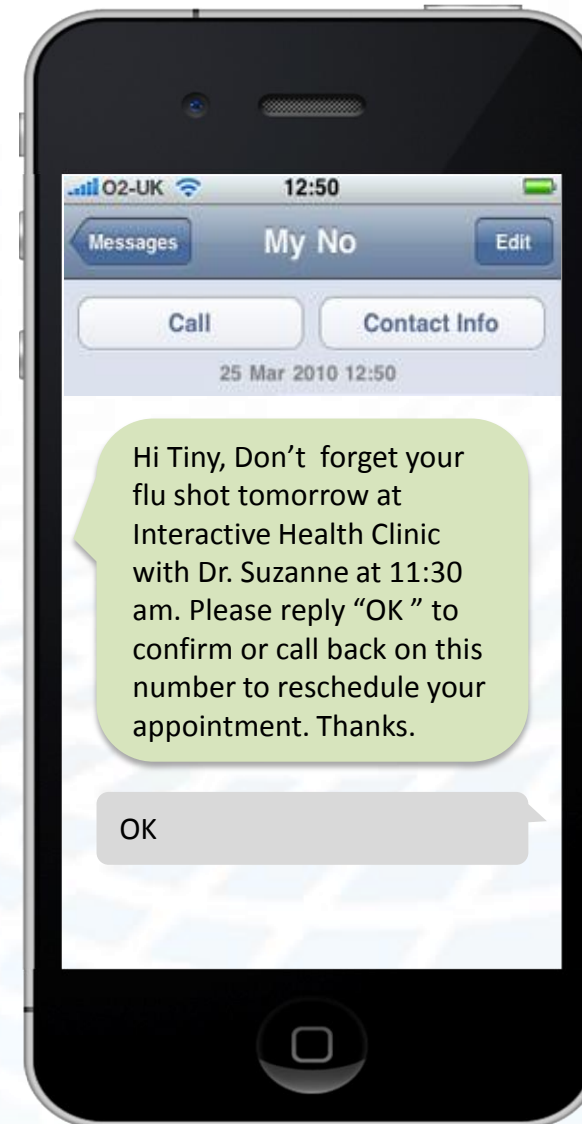 O2-UK 12:50
Messages My No Edit
Call Contact Info
25 Mar 2010 12:50
Hi Tiny, Don’t  forget your
flu shot tomorrow at
Interactive Health Clinic
with Dr. Suzanne at 11:30
am. Please reply “OK ” to
confirm or call back on this
number to reschedule your
appointment. Thanks.
OK